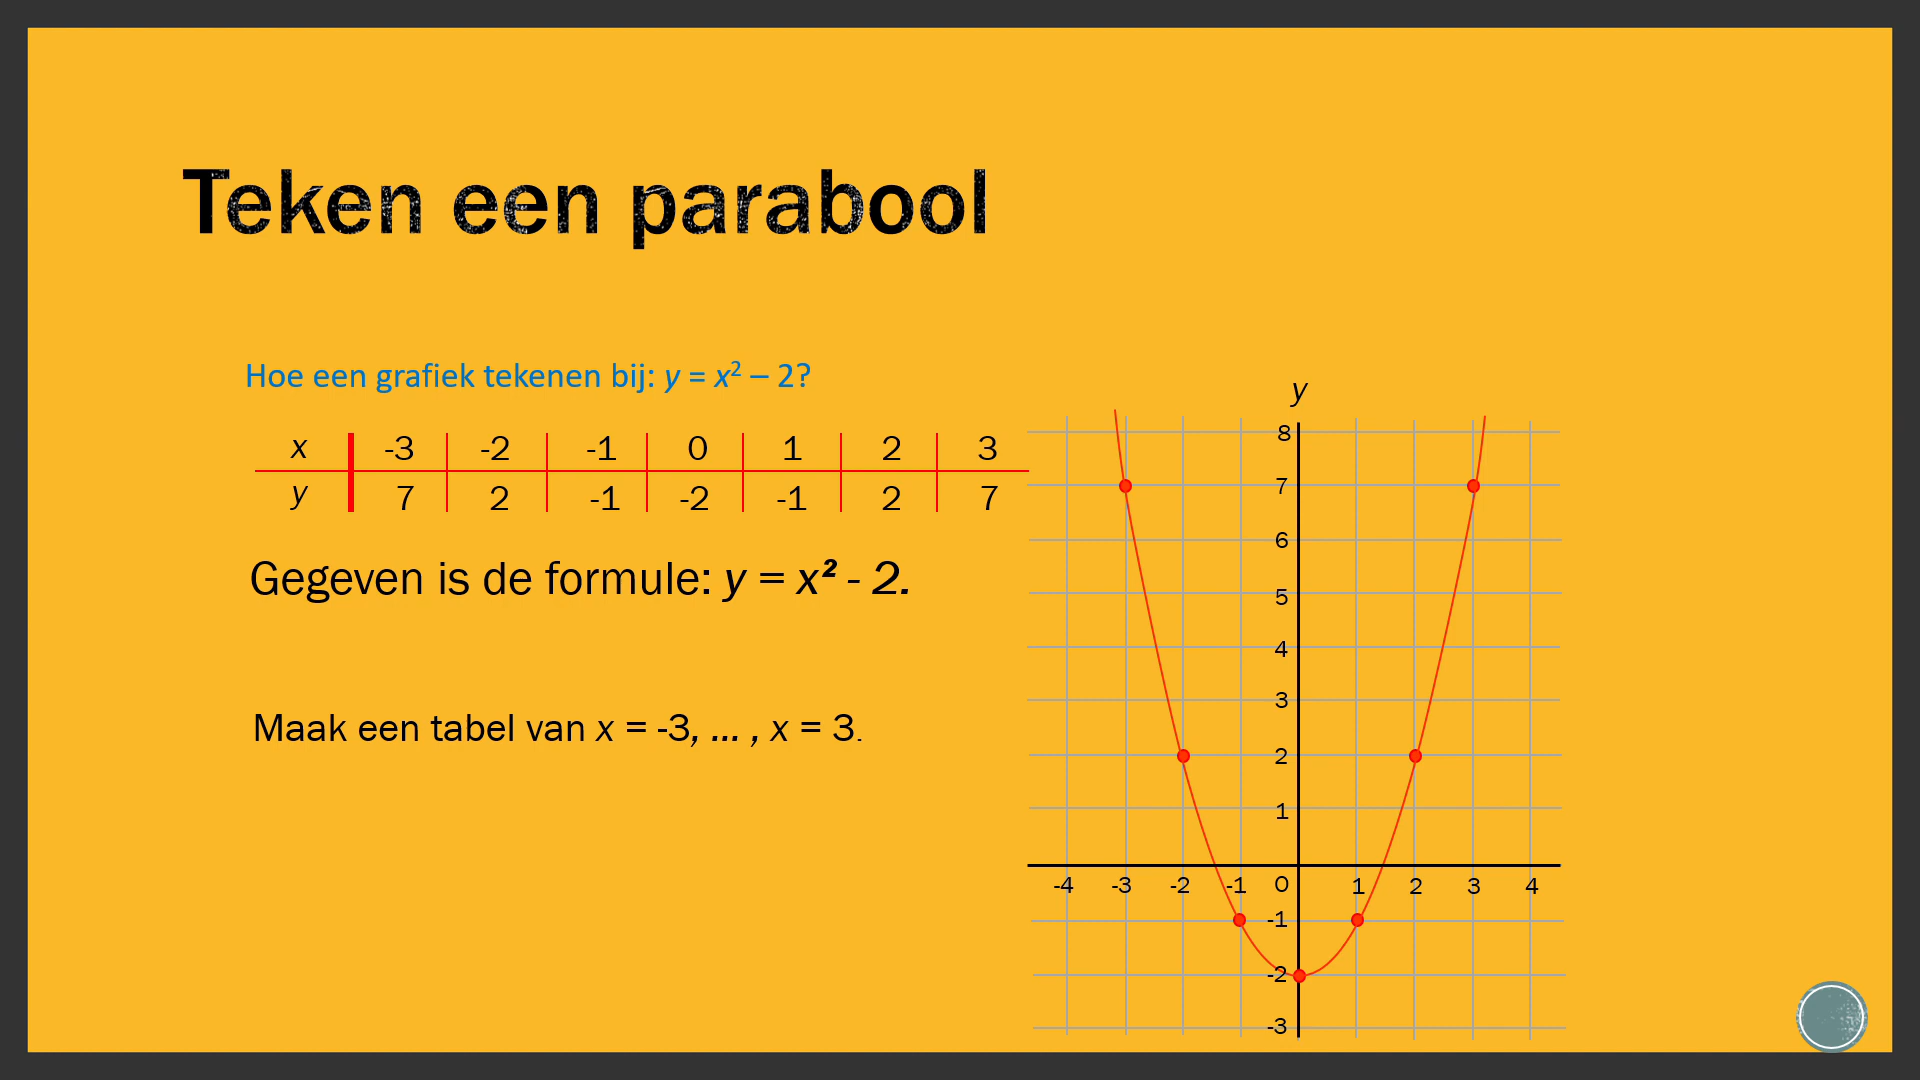 Teken een parabool
Hoe een grafiek tekenen bij: y = x² – 2?
x -3 -2 -1 0 1 2 3
y 7 2 -1 -2 -1 2 7
Gegeven is de formule: y = x² - 2.
Maak een tabel van x = -3, ... , x = 3.
y
8
7
6
5
4
3
2
1
-4 -3 -2 -1 0 1 2 3 4
-1
-2
-3